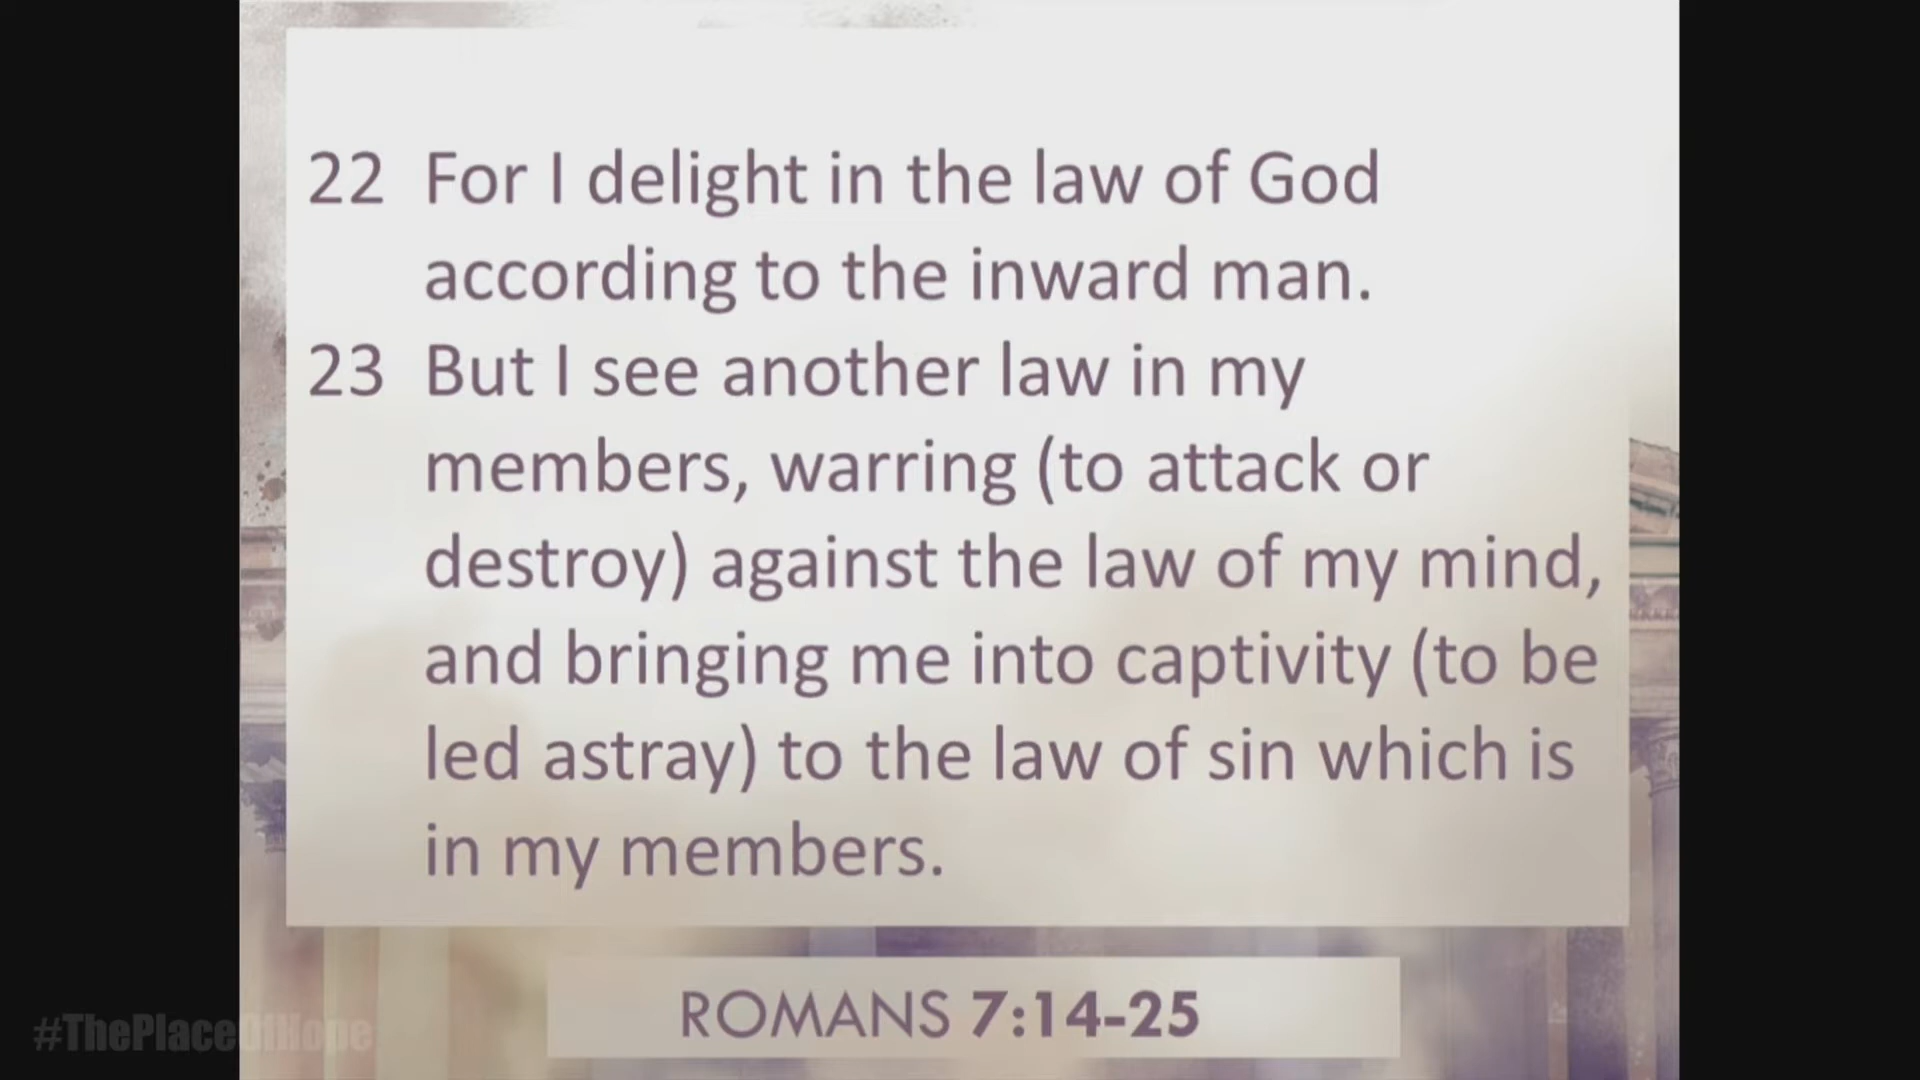 22 For I delight in the law of God
according to the inward man.
23 But I see another law in my
members, warring (to attack or
destroy) against the law of my mind,
and bringing me into captivity (to be
led astray) to the law of sin which is
in my members.
ROMANS 7:14-25
#ThePlaceOfHope